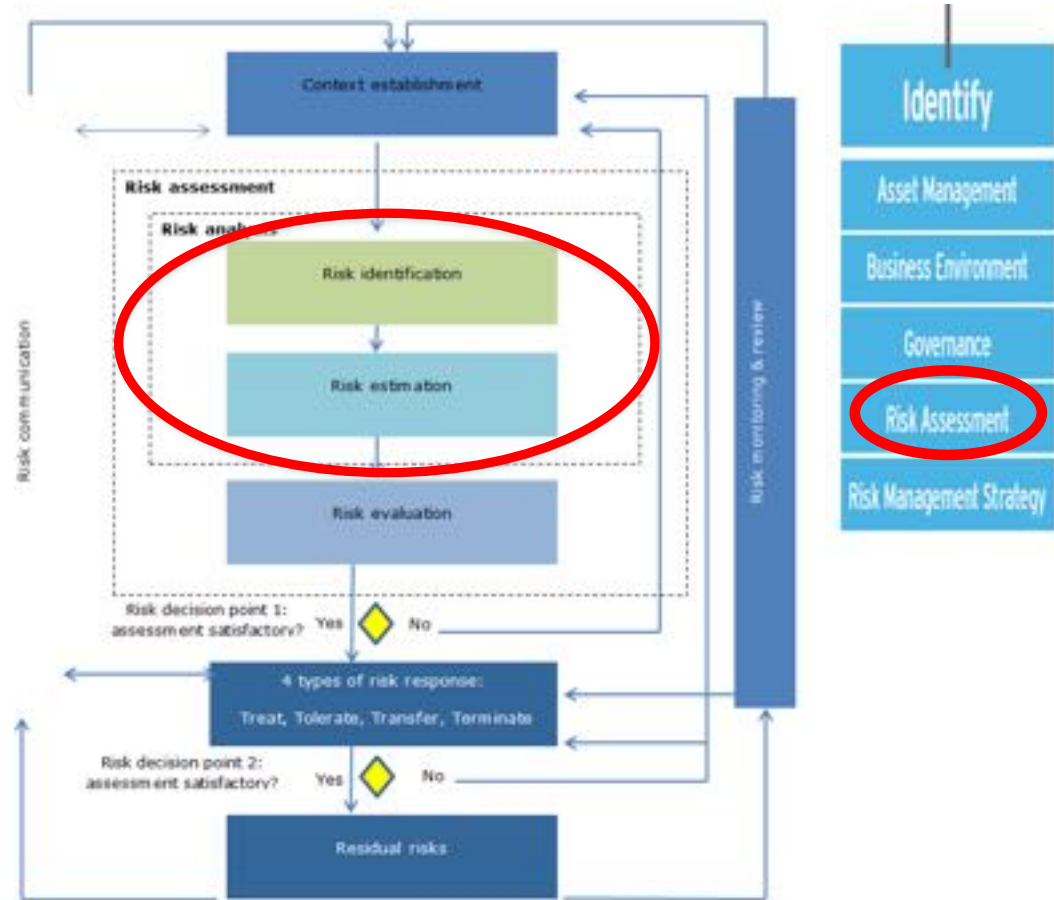 Context establishment
Risk assessment
Risk analysis
Risk identification
Risk estimation
Risk evaluation
Risk decision point 1:
assessment satisfactory?
Yes
No
4 types of risk response:
Treat, Tolerate, Transfer, Terminate
Risk decision point 2:
assessment satisfactory?
Yes
No
Residual risks
Risk communication
Risk monitoring & review
Identify
Asset Management
Business Environment
Governance
Risk Assessment
Risk Management Strategy